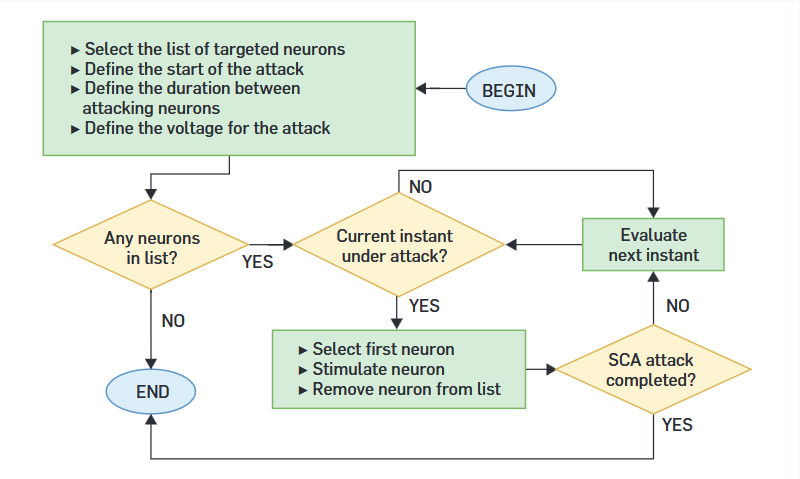 ▸ Select the list of targeted neurons
▸ Define the start of the attack
▸ Define the duration between
attacking neurons
▸ Define the voltage for the attack
BEGIN
NO
Any neurons
in list?
YES
Current instant
under attack?
Evaluate
next instant
YES
NO
NO
▸ Select first neuron
▸ Stimulate neuron
▸ Remove neuron from list
SCA attack
completed?
END
YES